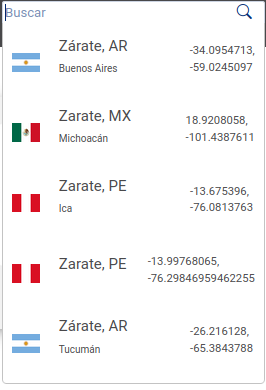 Buscar
Zárate, AR
Buenos Aires
-34.0954713,
-59.0245097
Zarate, MX
Michoacán
18.9208058,
-101.4387611
Zarate, PE
Ica
-13.675396,
-76.0813763
Zarate, PE
-13.99768065,
-76.29846959462255
Zárate, AR
Tucumán
-26.216128,
-65.3843788